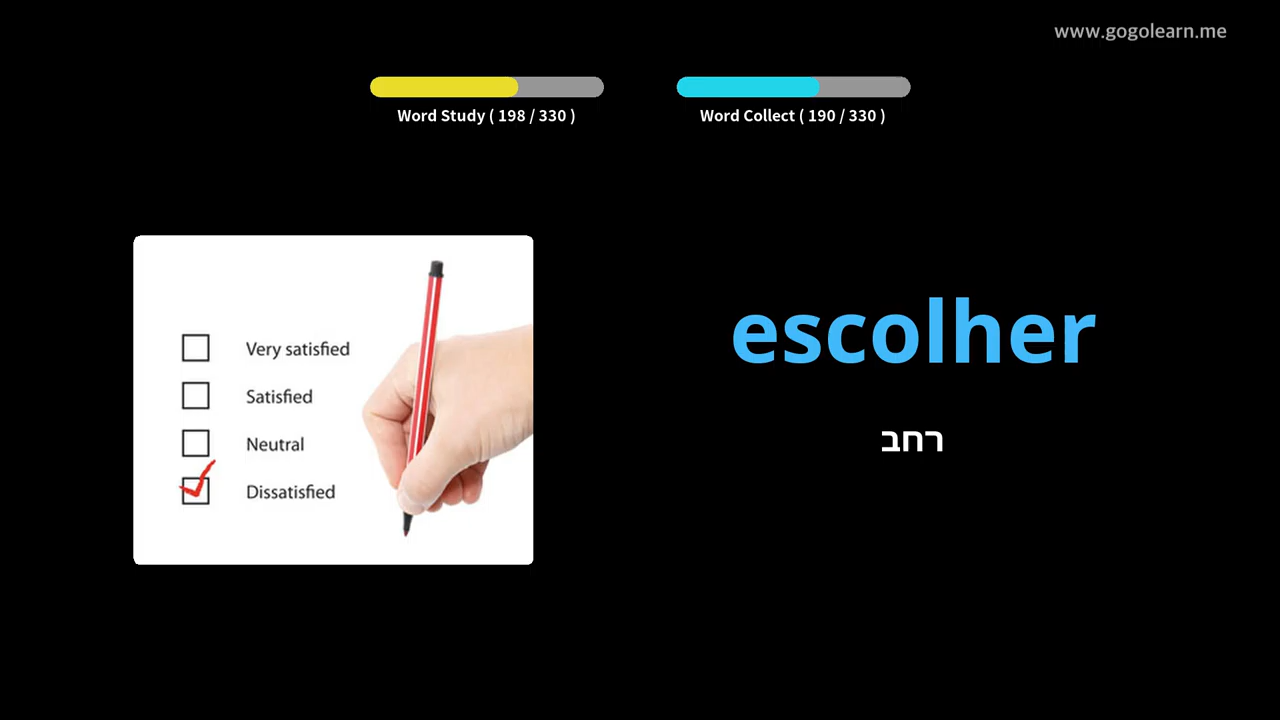 www.gogolearn.me
Word Study ( 198 / 330 )
Word Collect ( 190 / 330 )
Very satisfied
Satisfied
Neutral
Dissatisfied
escolher
רחב